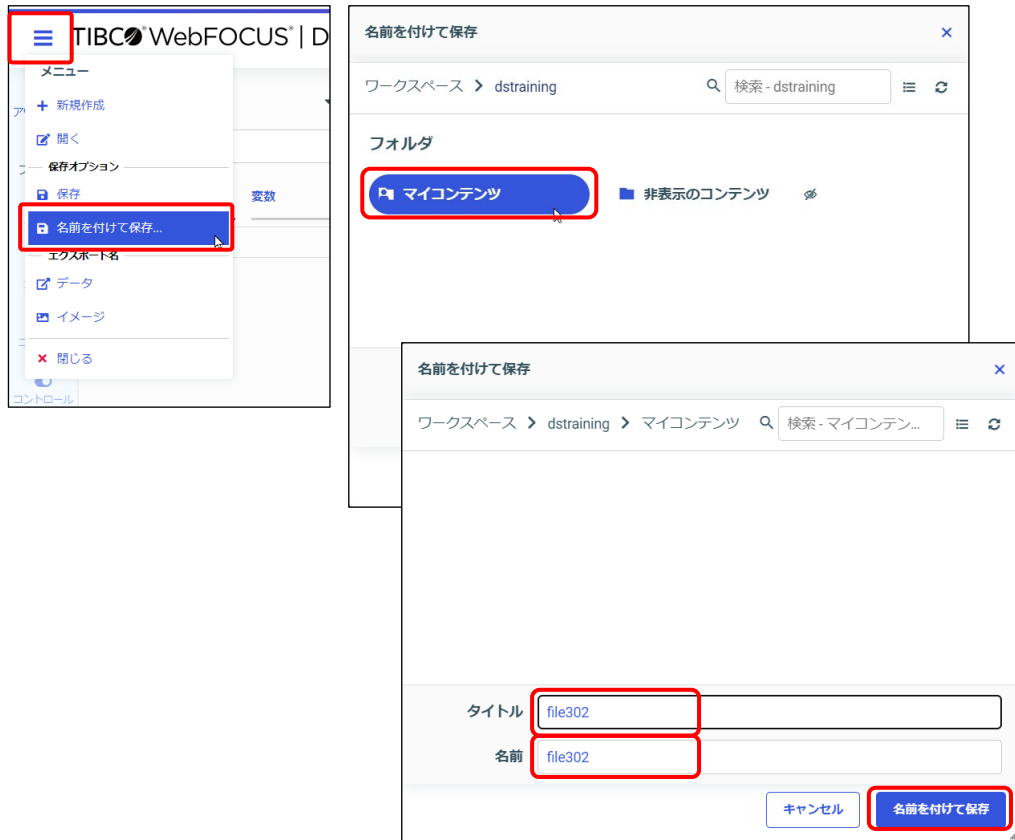 TIBCO® WebFOCUS® | D
メニュー
新規作成
開く
保存オプション
保存
変数
名前を付けて保存...
エクスポート名
データ
イメージ
閉じる
コントロール
名前を付けて保存
ワークスペース > dstraining
検索 - dstraining
フォルダ
マイコンテンツ
非表示のコンテンツ
名前を付けて保存
ワークスペース > dstraining > マイコンテンツ
検索 - マイコンテン...
タイトル
file302
名前
file302
キャンセル
名前を付けて保存